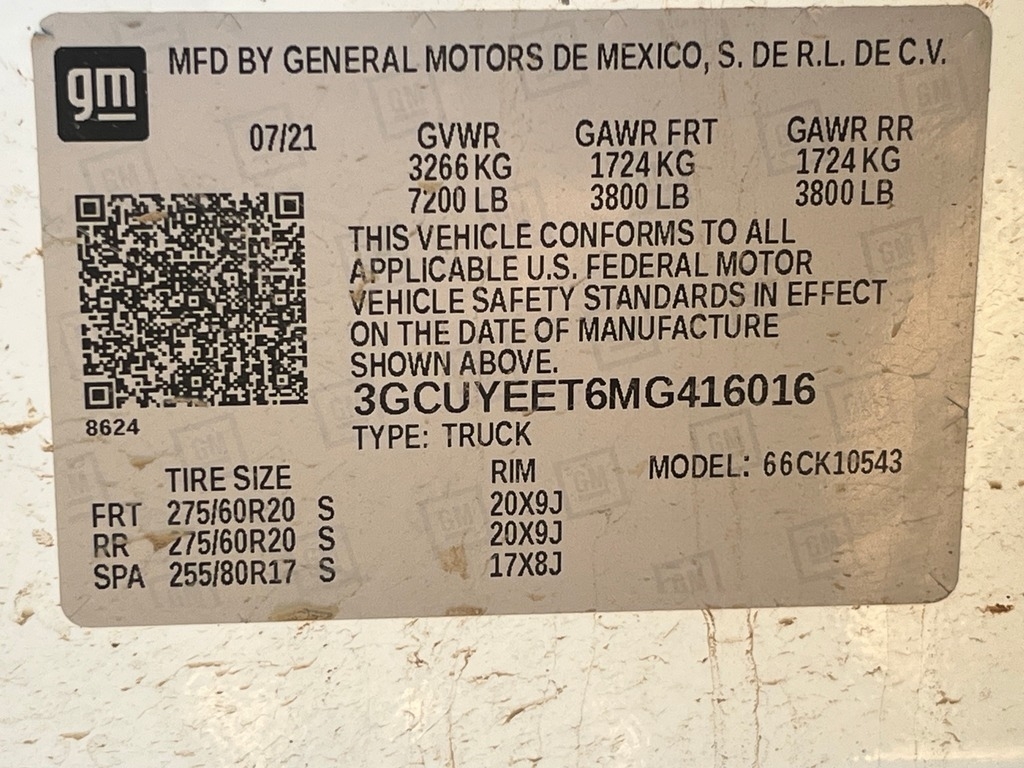 gm
MFD BY GENERAL MOTORS DE MEXICO, S. DE R.L. DE C.V.
07/21 GVWR GAWR FRT GAWR RR
3266 KG 1724 KG 1724 KG
7200 LB 3800 LB 3800 LB
THIS VEHICLE CONFORMS TO ALL
APPLICABLE U.S. FEDERAL MOTOR
VEHICLE SAFETY STANDARDS IN EFFECT
ON THE DATE OF MANUFACTURE
SHOWN ABOVE.
3GCUYEET6MG416016
8624
TYPE: TRUCK
TIRE SIZE RIM MODEL: 66CK10543
FRT 275/60R20 S 20X9J
RR 275/60R20 S 20X9J
SPA 255/80R17 S 17X8J